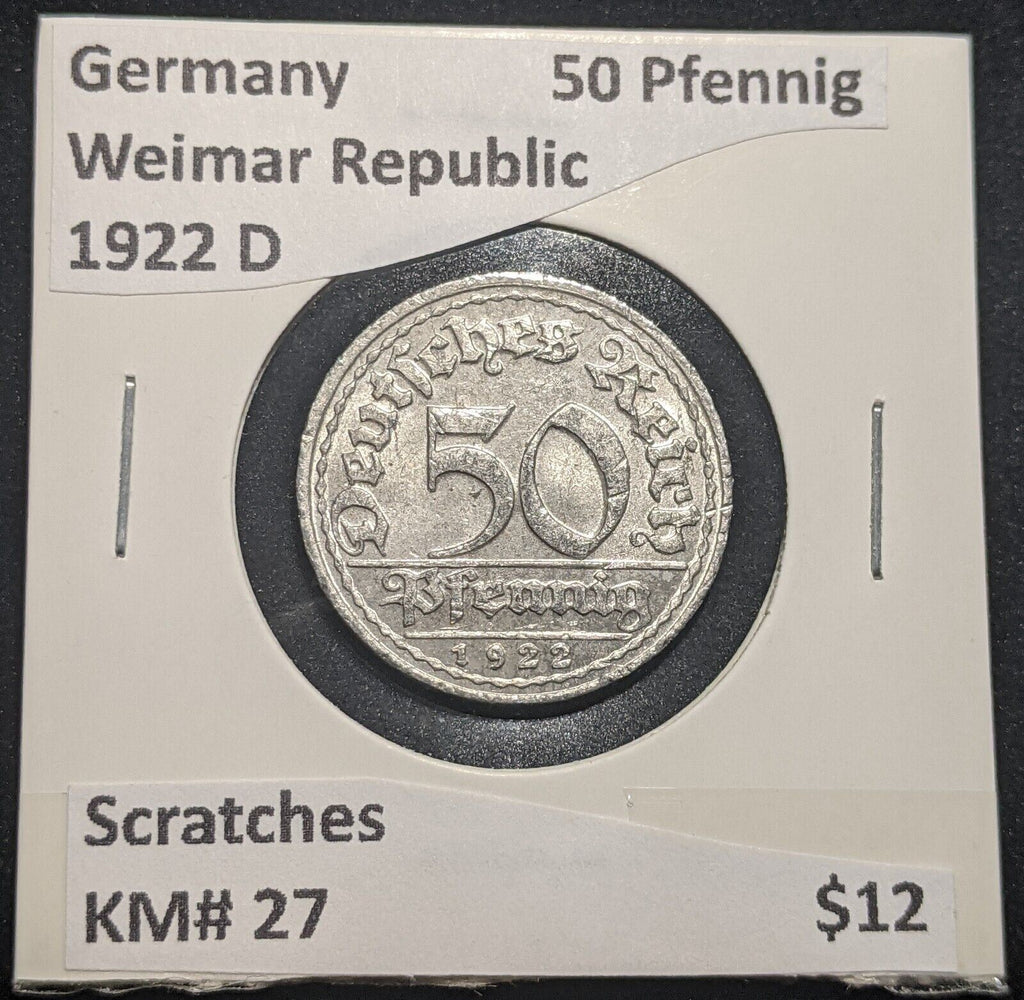 Germany 50 Pfennig
Weimar Republic
1922 D
Deutsches Reich
50
Pfennig
1922
Scratches
KM# 27 $12